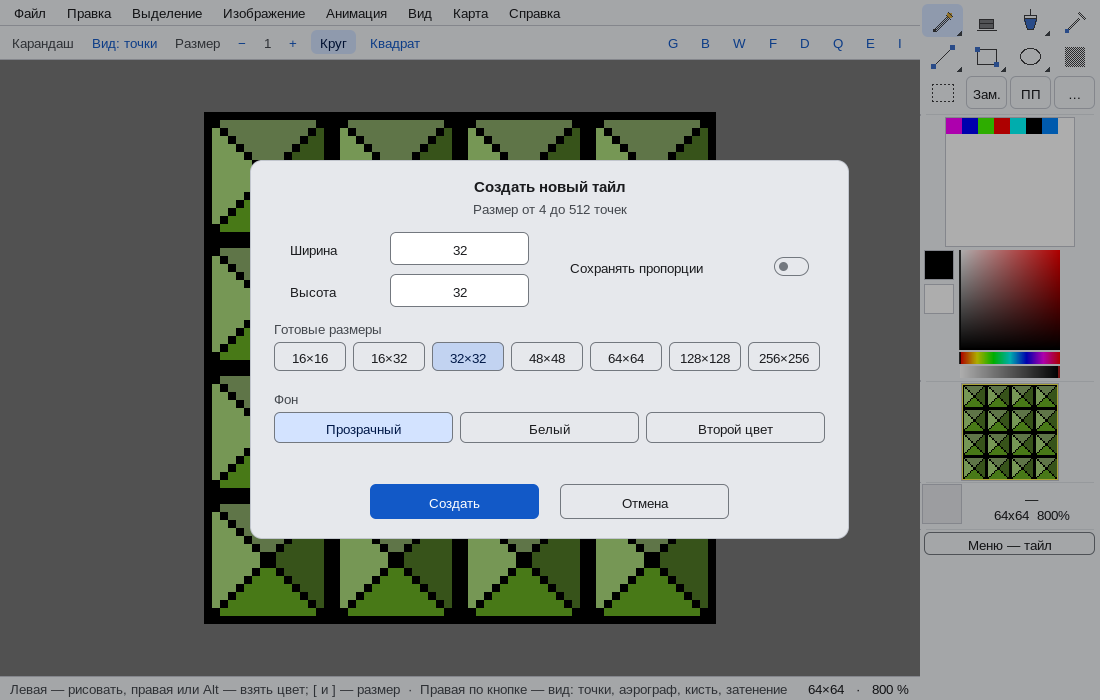 Файл Правка Выделение Изображение Анимация Вид Карта Справка
Карандаш Вид: точки Размер − 1 + Круг Квадрат G B W F D Q E I
Зам. ПП ...
Создать новый тайл
Размер от 4 до 512 точек
Ширина 32
Сохранять пропорции
Высота 32
Готовые размеры
16×16 16×32 32×32 48×48 64×64 128×128 256×256
Фон
Прозрачный Белый Второй цвет
Создать Отмена
—
64x64 800%
Меню — тайл
Левая — рисовать, правая или Alt — взять цвет; [ и ] — размер · Правая по кнопке — вид: точки, аэрограф, кисть, затенение 64×64 · 800 %